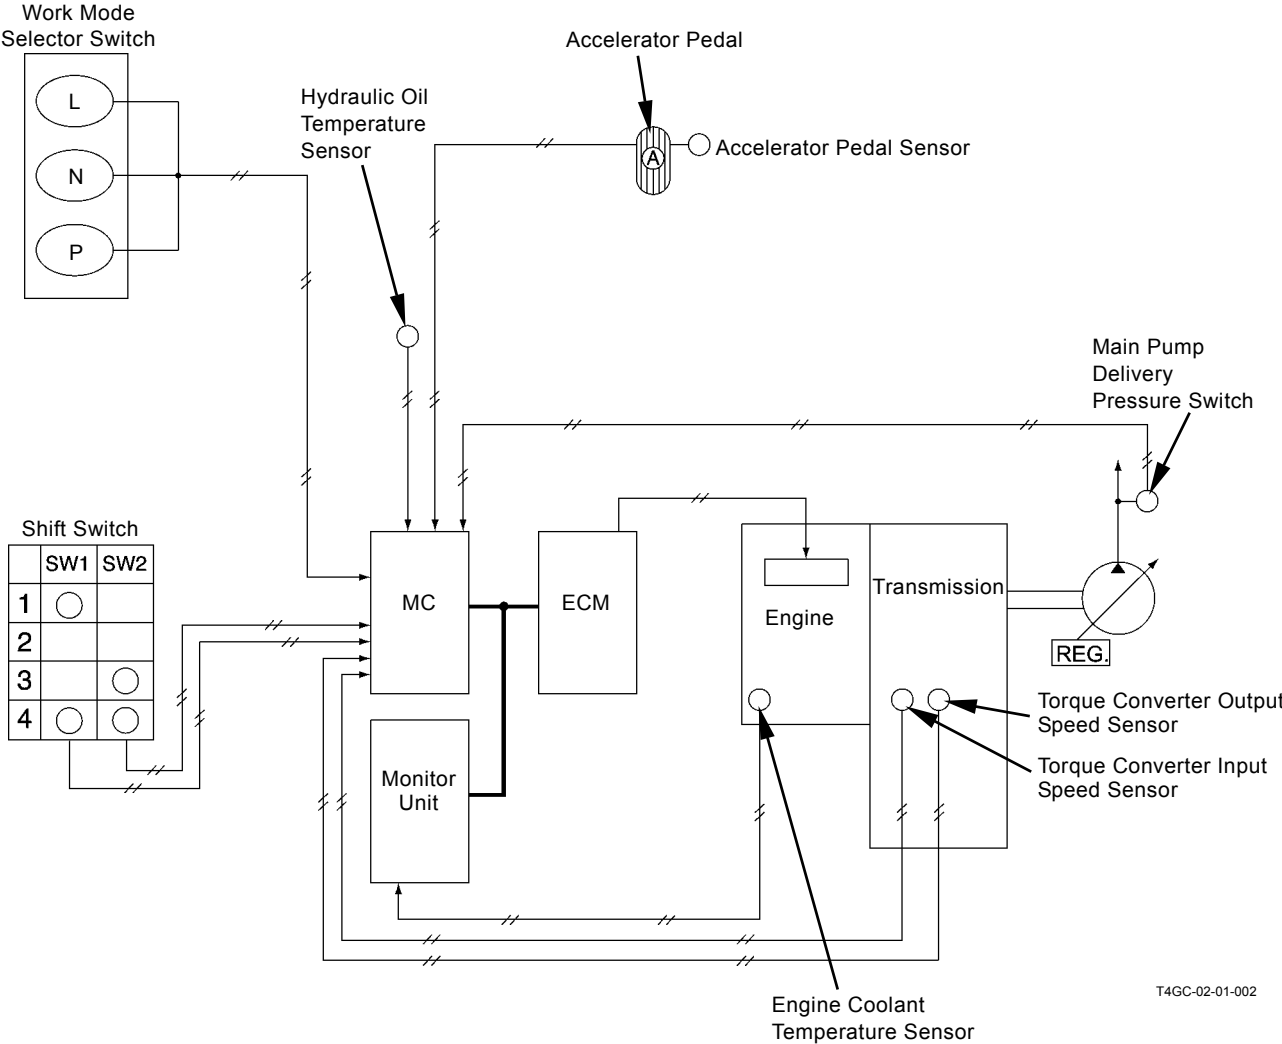 Work Mode
Selector Switch
L
N
P
Hydraulic Oil
Temperature
Sensor
Accelerator Pedal
A
Accelerator Pedal Sensor
Main Pump
Delivery
Pressure Switch
Shift Switch
SW1 SW2
1
2
3
4
MC
ECM
Engine
Transmission
REG.
Monitor
Unit
Torque Converter Output
Speed Sensor
Torque Converter Input
Speed Sensor
Engine Coolant
Temperature Sensor
T4GC-02-01-002